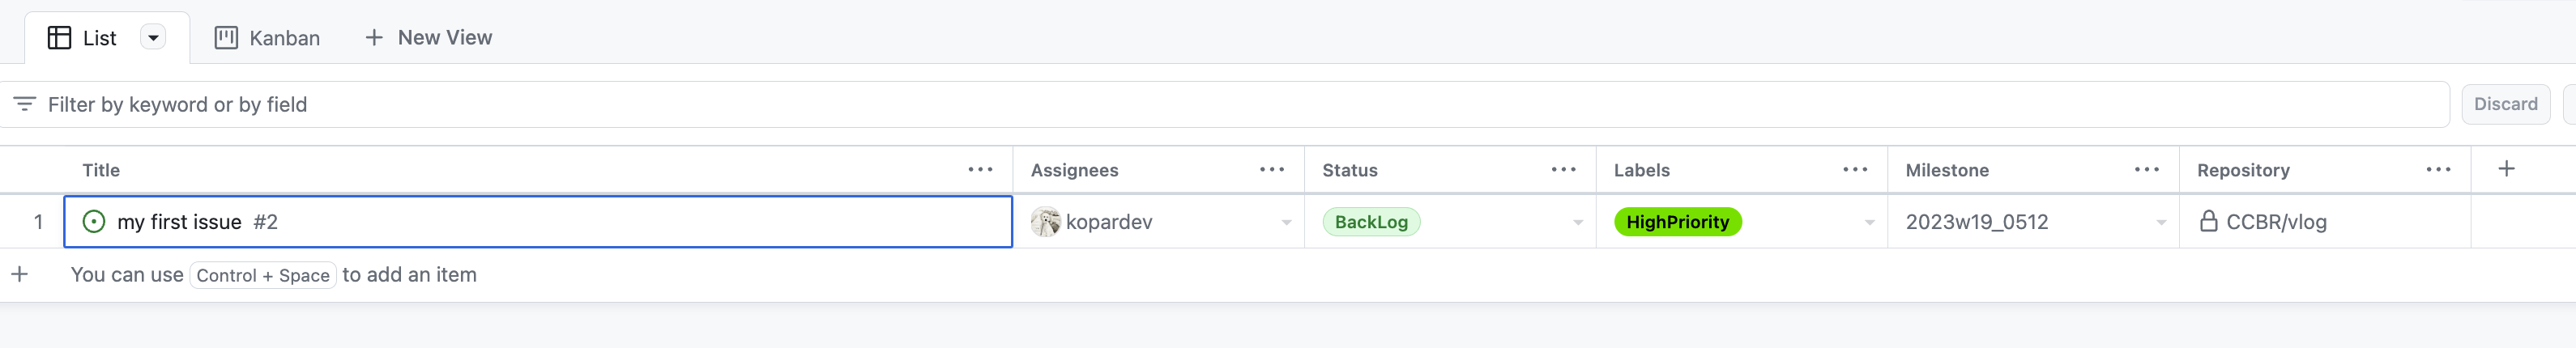 List Kanban + New View
Filter by keyword or by field Discard
Title ... Assignees ... Status ... Labels ... Milestone ... Repository ... +
1 my first issue #2 kopardev BackLog HighPriority 2023w19_0512 CCBR/vlog
+ You can use Control + Space to add an item